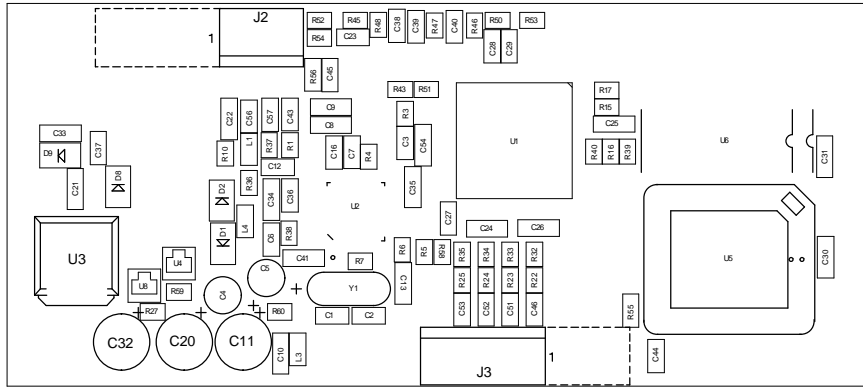 R52
R45
R48
C38
C39
R47
C40
R46
R50
R53
J2
1
R54
C23
C28
C29
R56
C45
R43
R51
R17
R15
C25
C22
C56
C57
C43
C9
C8
R3
C3
C54
U1
U6
C33
D9
C37
D8
C21
R10
L1
R37
R1
C12
C16
C7
R4
R40
R16
R39
C31
D2
R36
C34
C36
C35
U2
D1
L4
C6
R38
C27
C24
C26
U3
U4
U8
R59
C5
C41
R7
R6
R5
R58
R35
R34
R33
R32
U5
C30
C4
Y1
C13
R25
R24
R23
R22
R27
R60
C1
C2
C53
C52
C51
C46
R55
C32
C20
C11
C10
L3
J3
1
C44